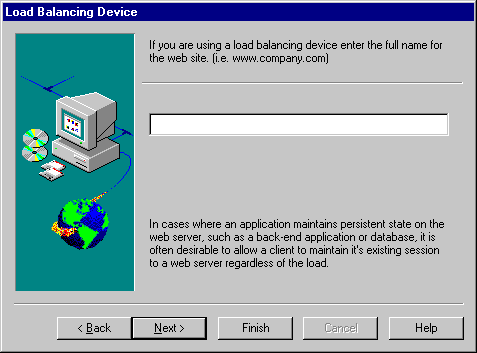 Load Balancing Device
If you are using a load balancing device enter the full name for
the web site. (i.e. www.company.com)
In cases where an application maintains persistent state on the
web server, such as a back-end application or database, it is
often desirable to allow a client to maintain it's existing session
to a web server regardless of the load.
< Back
Next >
Finish
Cancel
Help